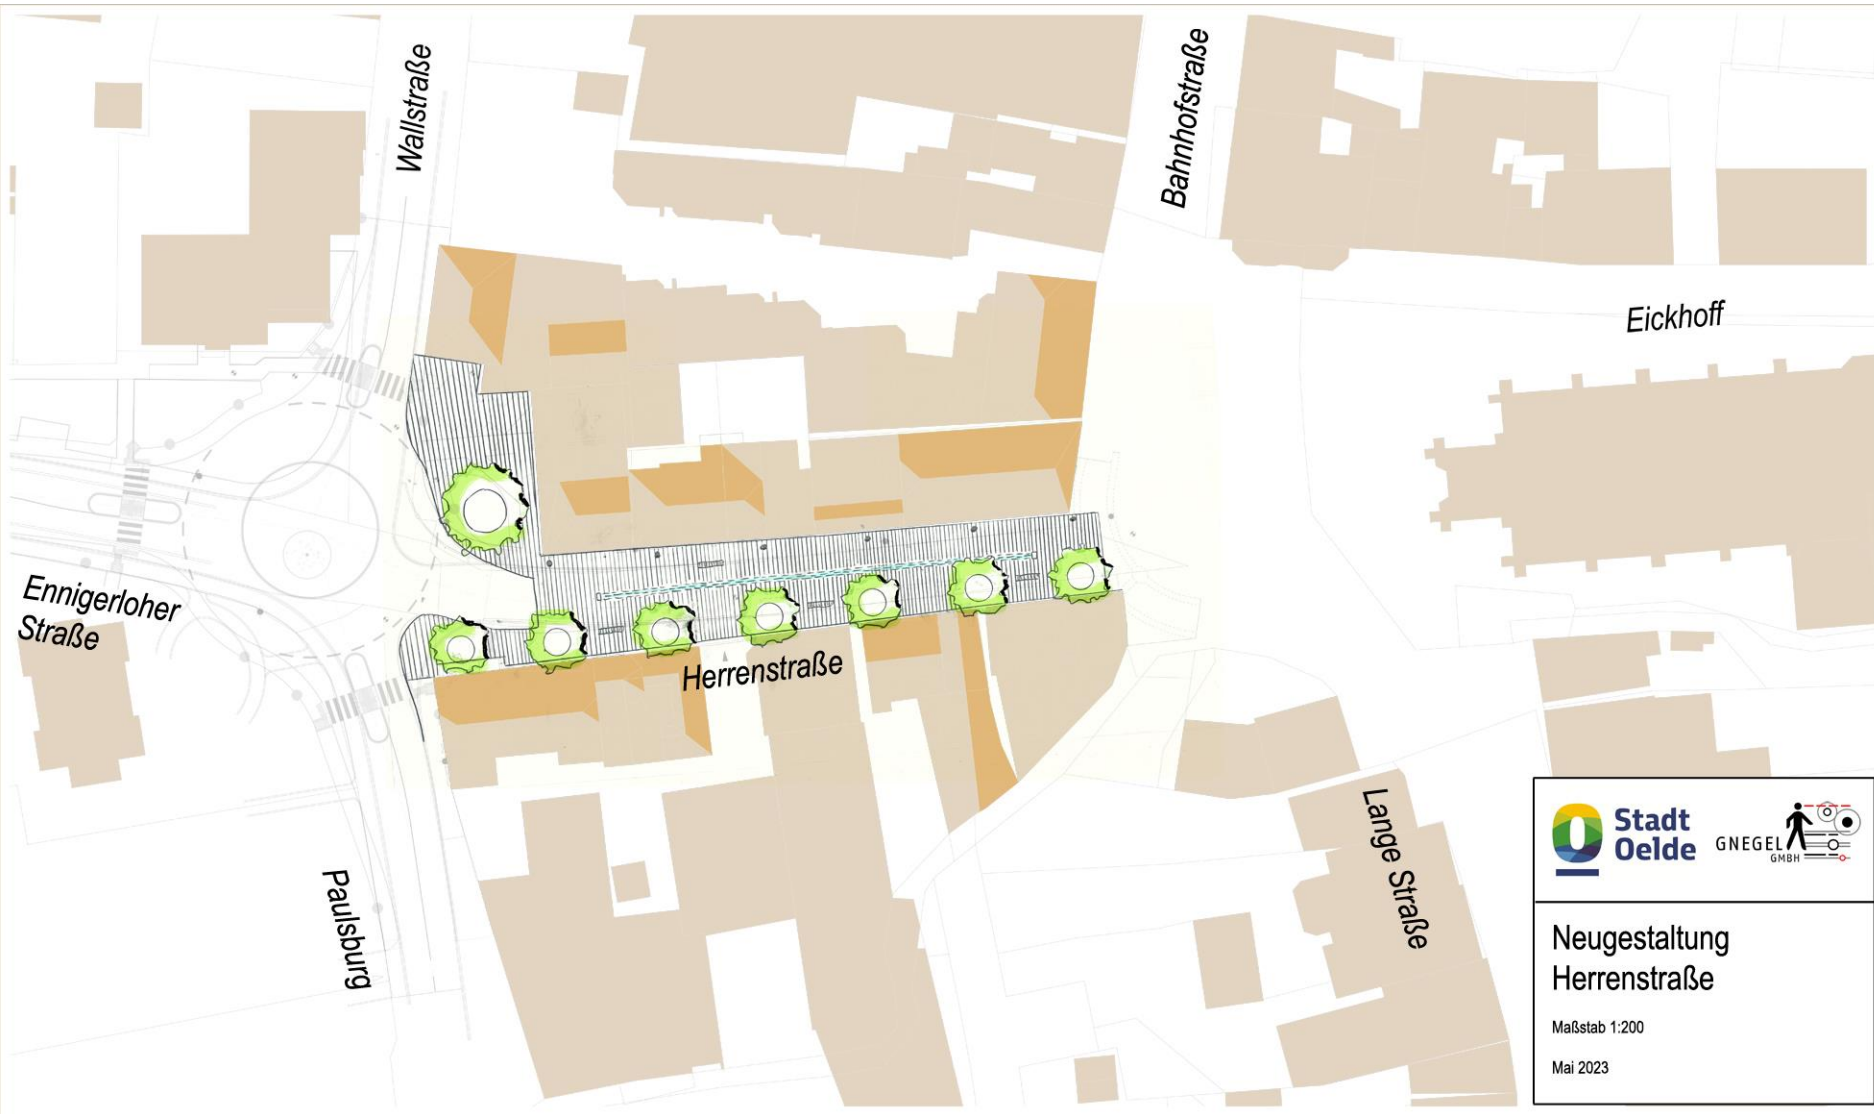 Wallstraße
Bahnhofstraße
Eickhoff
Ennigerloher
Straße
Herrenstraße
Paulsburg
Lange Straße
Stadt
Oelde
GNEGEL
GMBH
Neugestaltung
Herrenstraße
Maßstab 1:200
Mai 2023